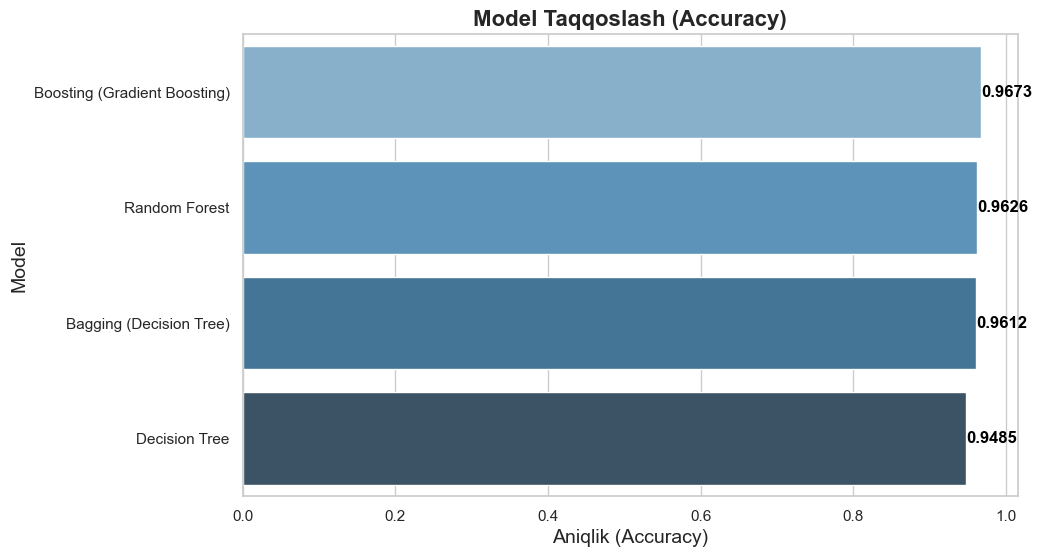 Model Taqqoslash (Accuracy)
Boosting (Gradient Boosting)
0.9673
Random Forest
0.9626
Model
Bagging (Decision Tree)
0.9612
Decision Tree
0.9485
0.0 0.2 0.4 0.6 0.8 1.0
Aniqlik (Accuracy)